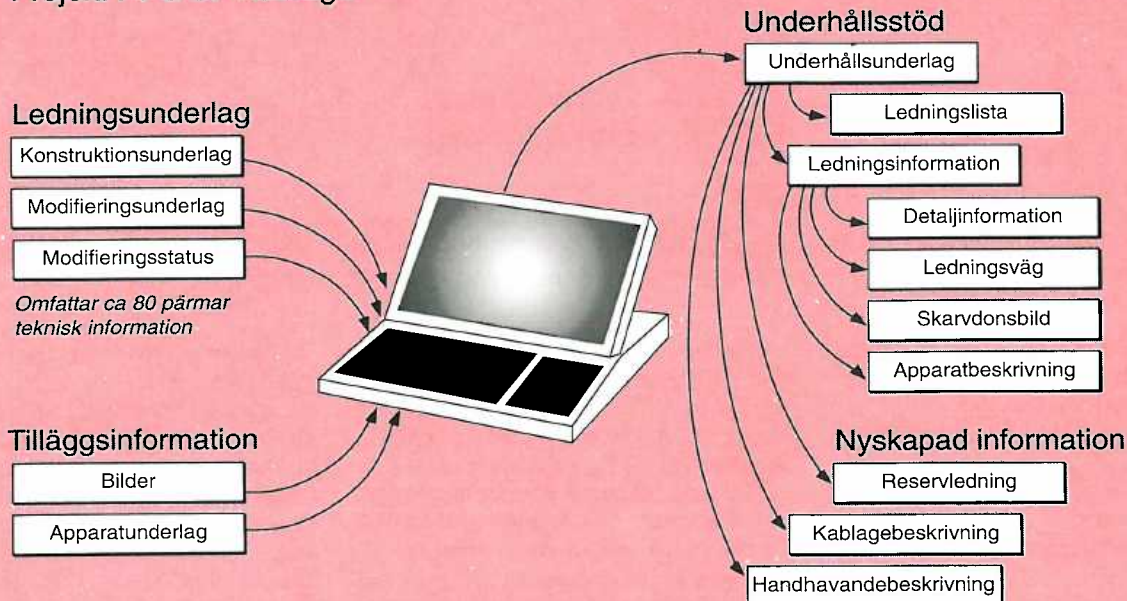 Underhållsstöd
Underhållsunderlag
Ledningslista
Ledningsinformation
Detaljinformation
Ledningsväg
Skarvdonsbild
Apparatbeskrivning
Nyskapad information
Reservledning
Kablagebeskrivning
Handhavandebeskrivning
Ledningsunderlag
Konstruktionsunderlag
Modifieringsunderlag
Modifieringsstatus
Omfattar ca 80 pärmar
teknisk information
Tilläggsinformation
Bilder
Apparatunderlag